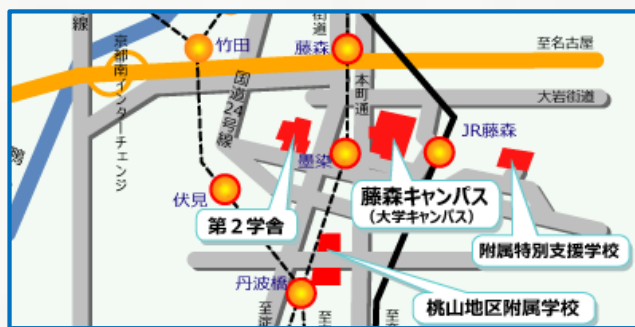 街道
線
竹田
藤森
至名古屋
京都南インターチェンジ
国道24号線
本町通
大岩街道
JR藤森
墨染
伏見
第2学舎
藤森キャンパス
(大学キャンパス)
附属特別支援学校
丹波橋
桃山地区附属学校